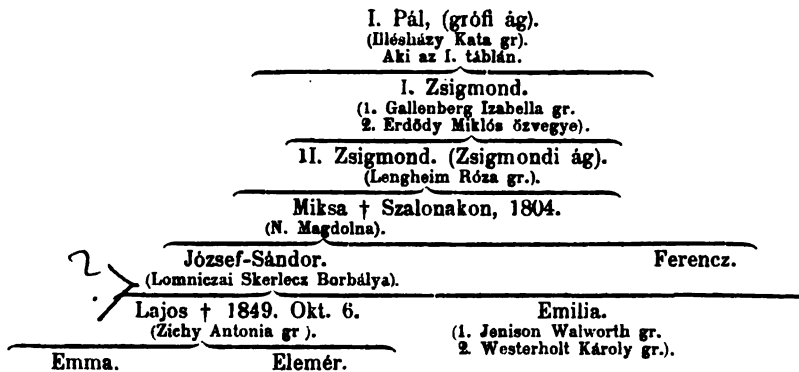 I. Pál, (grófi ág).
(Illésházy Kata gr).
Aki az I. táblán.
I. Zsigmond.
(1. Gallenberg Izabella gr.
2. Erdődy Miklós özvegye).
II. Zsigmond. (Zsigmondi ág).
(Lengheim Róza gr.).
Miksa † Szalonakon, 1804.
(N. Magdolna).
József-Sándor. Ferencz.
? (Lomniczai Skerlecz Borbálya).
Lajos † 1849. Okt. 6. Emilia.
(Zichy Antonia gr ). (1. Jenison Walworth gr.
2. Westerholt Károly gr.).
Emma. Elemér.